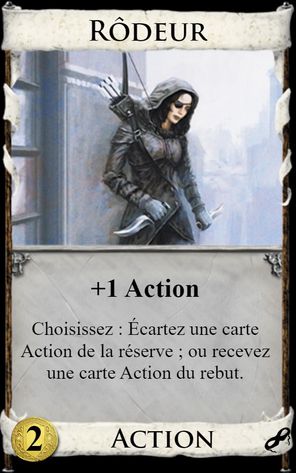 RÔDEUR
+1 Action
Choisissez : Écartez une carte
Action de la réserve ; ou recevez
une carte Action du rebut.
2
ACTION